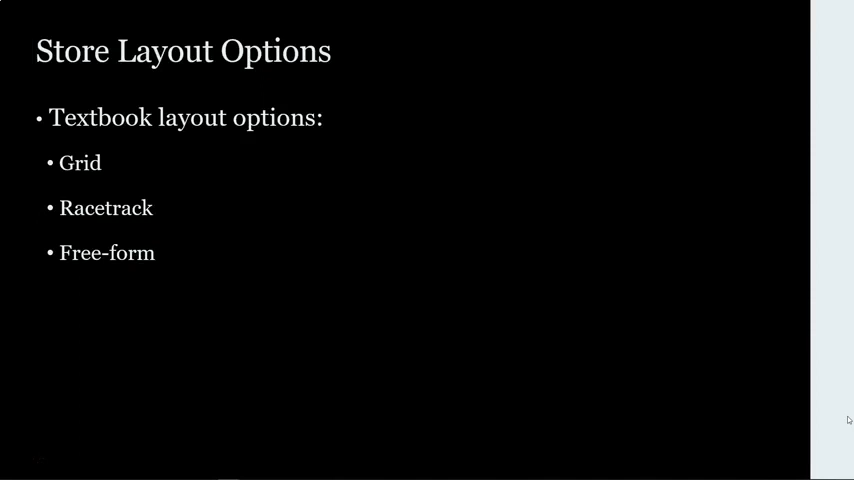 Store Layout Options
• Textbook layout options:
• Grid
• Racetrack
• Free-form